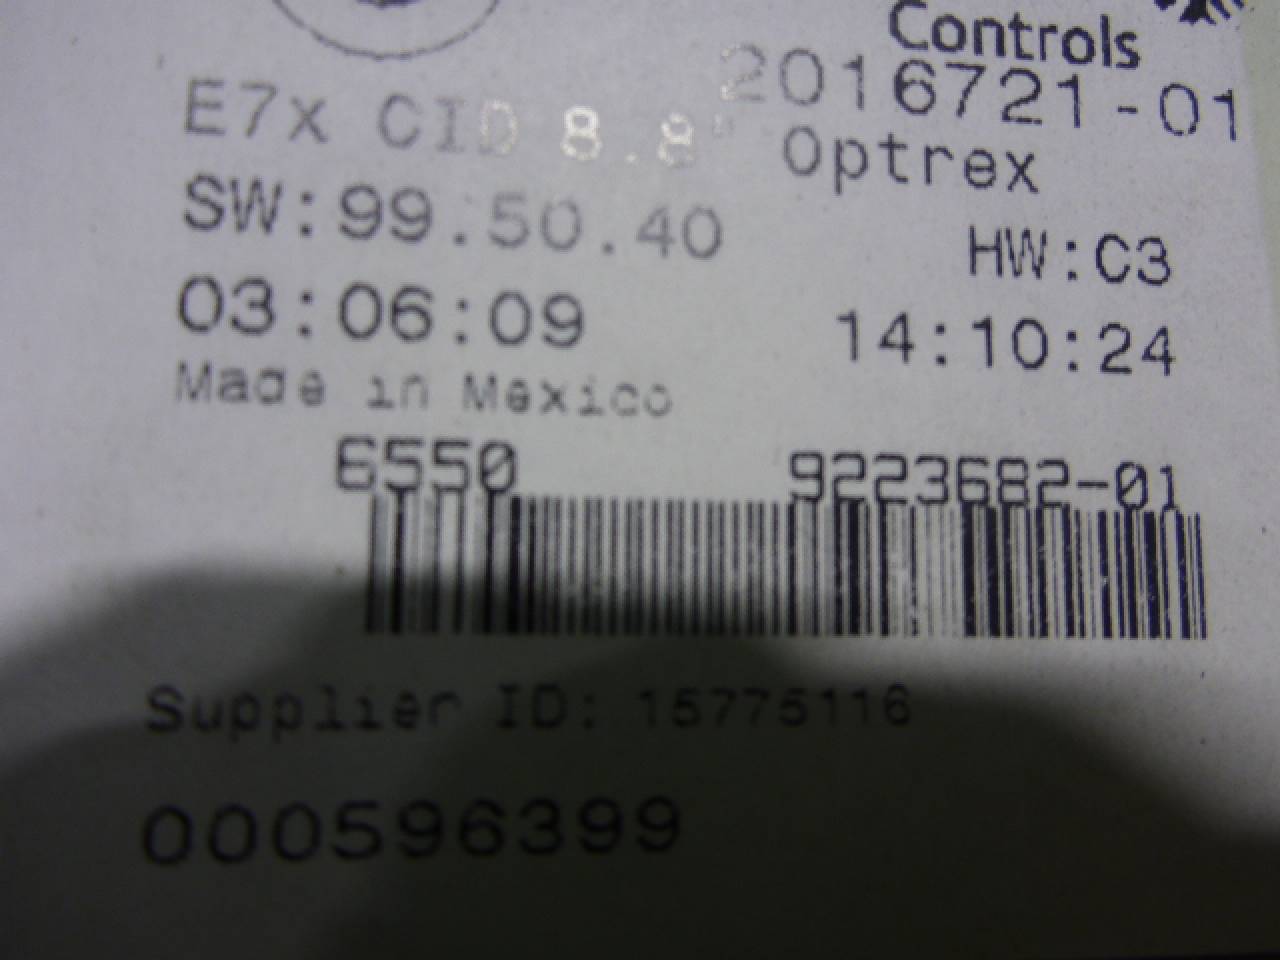 Controls
2016721-01
E7x CID 8.8" Optrex
SW:99.50.40 HW:C3
03:06:09 14:10:24
Made in Mexico
6550 9223682-01
Supplier ID: 15775116
000596399